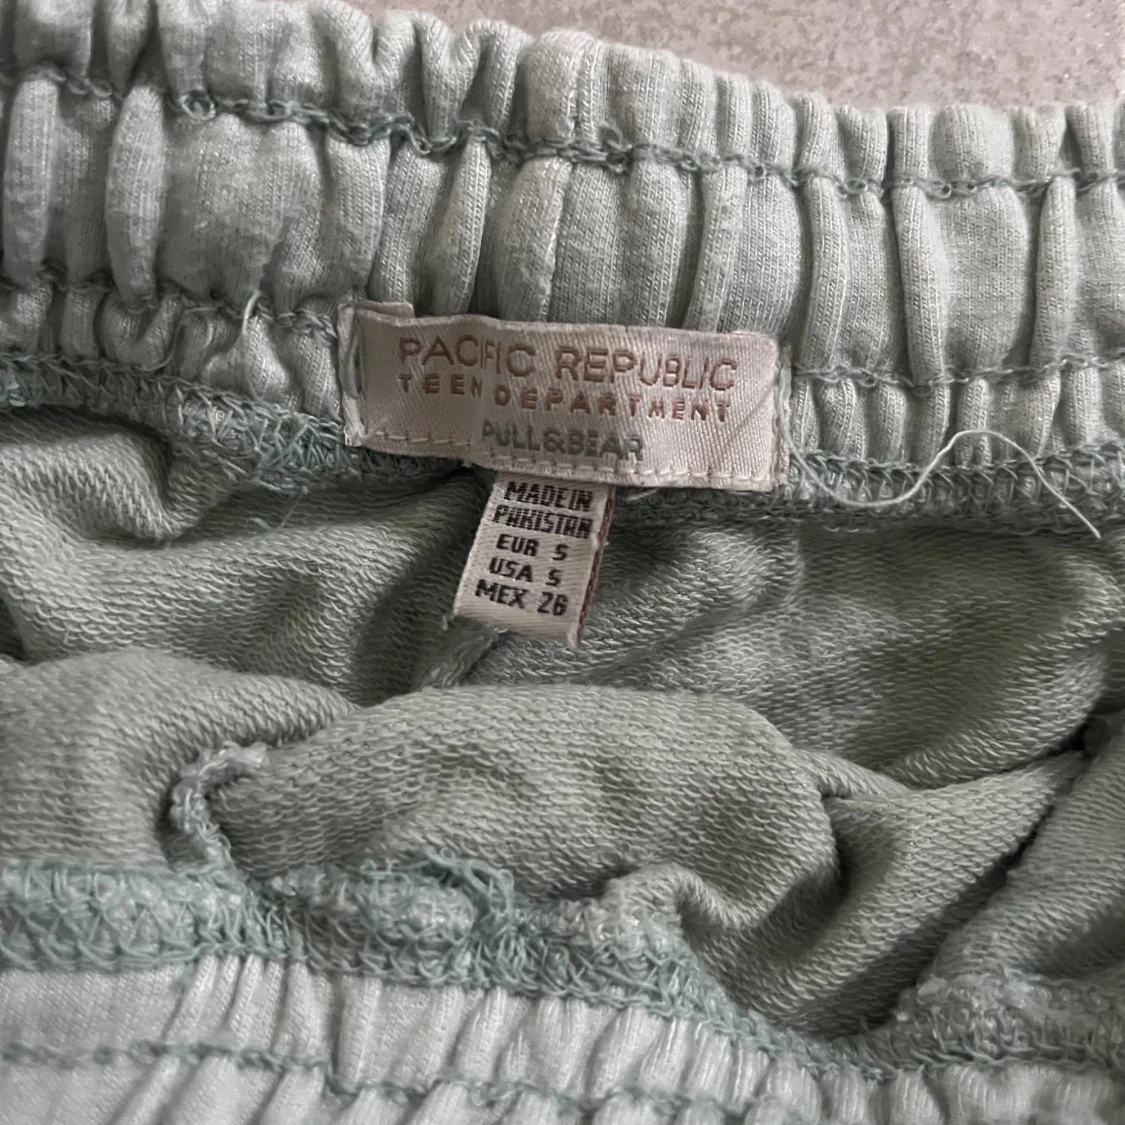 PACIFIC REPUBLIC
TEEN DEPARTMENT
PULL&BEAR
MADE IN
PAKISTAN
EUR S
USA S
MEX 26